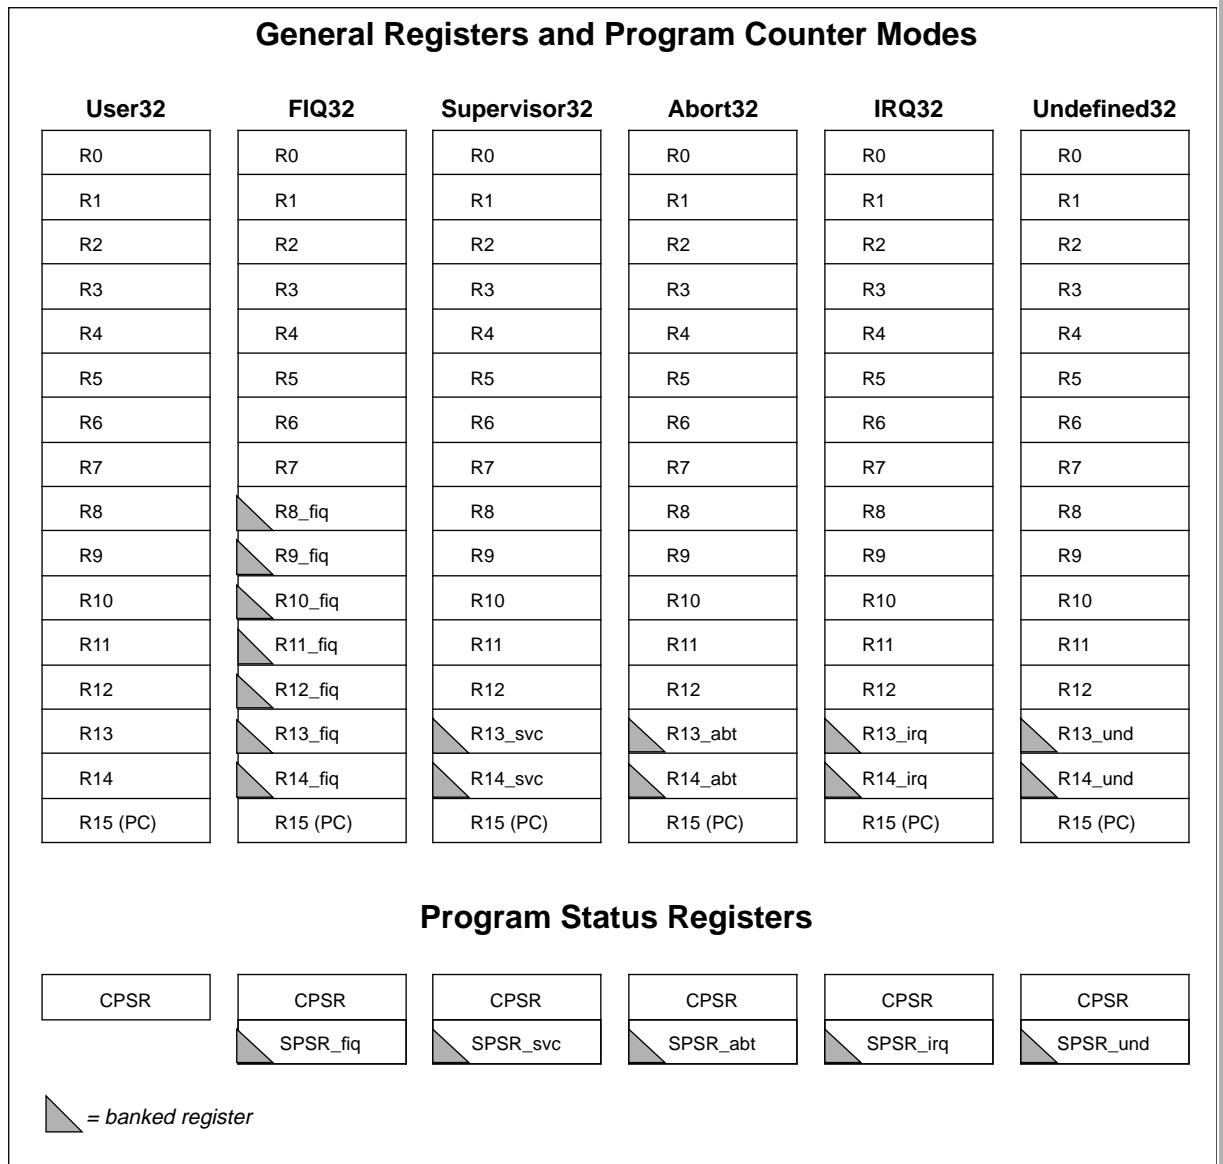 General Registers and Program Counter Modes
User32 FIQ32 Supervisor32 Abort32 IRQ32 Undefined32
R0 R0 R0 R0 R0 R0
R1 R1 R1 R1 R1 R1
R2 R2 R2 R2 R2 R2
R3 R3 R3 R3 R3 R3
R4 R4 R4 R4 R4 R4
R5 R5 R5 R5 R5 R5
R6 R6 R6 R6 R6 R6
R7 R7 R7 R7 R7 R7
R8 R8_fiq R8 R8 R8 R8
R9 R9_fiq R9 R9 R9 R9
R10 R10_fiq R10 R10 R10 R10
R11 R11_fiq R11 R11 R11 R11
R12 R12_fiq R12 R12 R12 R12
R13 R13_fiq R13_svc R13_abt R13_irq R13_und
R14 R14_fiq R14_svc R14_abt R14_irq R14_und
R15 (PC) R15 (PC) R15 (PC) R15 (PC) R15 (PC) R15 (PC)
Program Status Registers
CPSR CPSR CPSR CPSR CPSR CPSR
SPSR_fiq SPSR_svc SPSR_abt SPSR_irq SPSR_und
= banked register